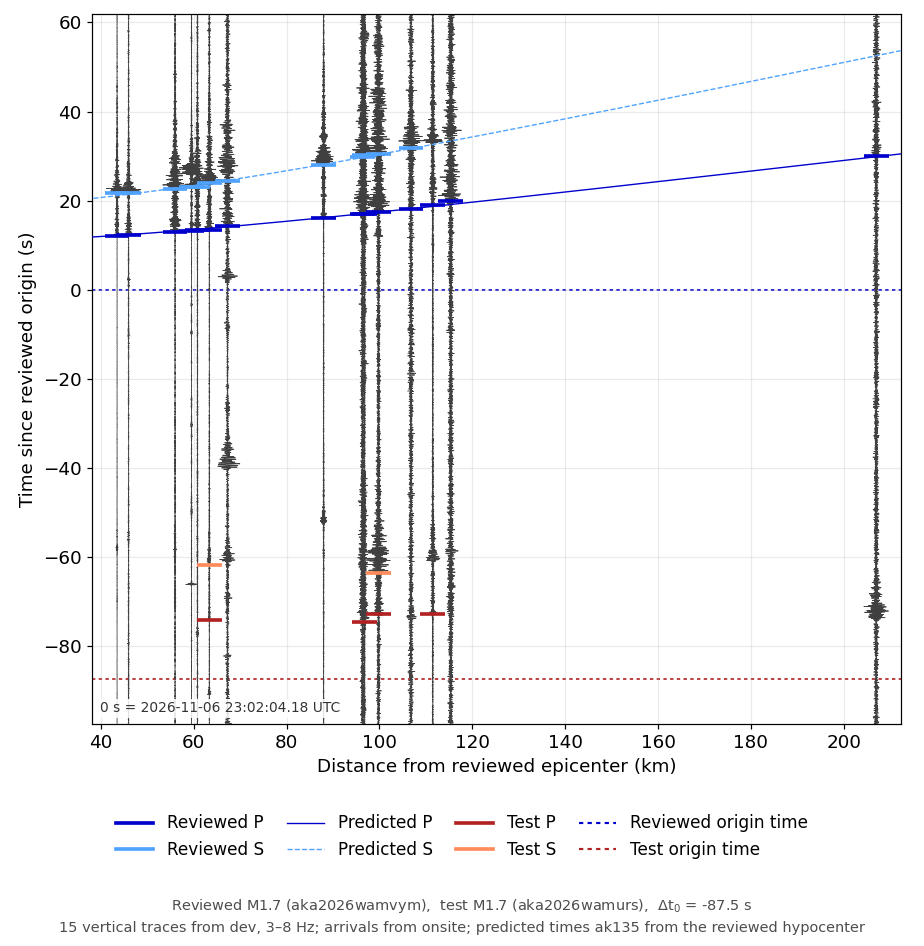 60
40
20
0
−20
−40
−60
−80
Time since reviewed origin (s)
0 s = 2026-11-06 23:02:04.18 UTC
40 60 80 100 120 140 160 180 200
Distance from reviewed epicenter (km)
Reviewed P Predicted P Test P Reviewed origin time
Reviewed S Predicted S Test S Test origin time
Reviewed M1.7 (aka2026wamvym), test M1.7 (aka2026wamurs), Δt₀ = -87.5 s
15 vertical traces from dev, 3–8 Hz; arrivals from onsite; predicted times ak135 from the reviewed hypocenter